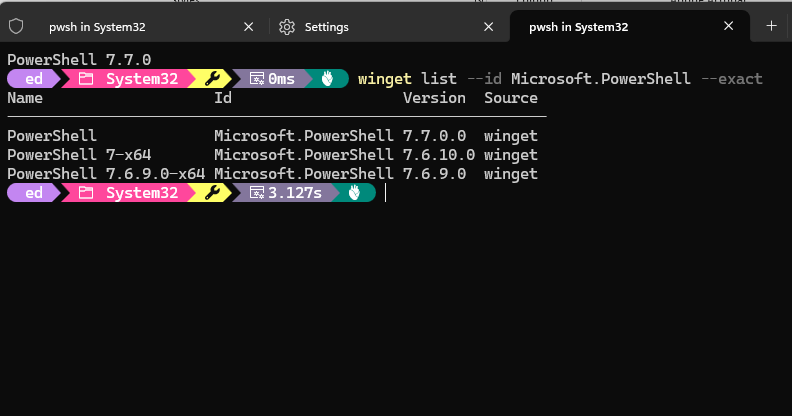 pwsh in System32
Settings
pwsh in System32
PowerShell 7.7.0
ed System32 0ms winget list --id Microsoft.PowerShell --exact
Name Id Version Source
PowerShell Microsoft.PowerShell 7.7.0.0 winget
PowerShell 7-x64 Microsoft.PowerShell 7.6.10.0 winget
PowerShell 7.6.9.0-x64 Microsoft.PowerShell 7.6.9.0 winget
ed System32 3.127s